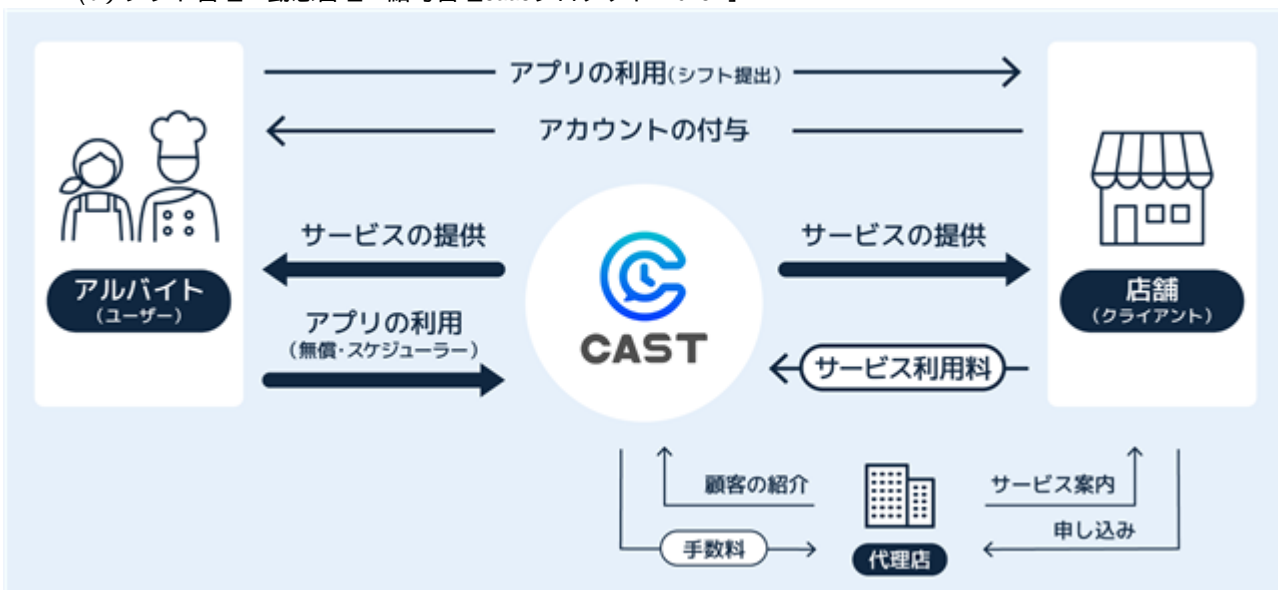 アプリの利用(シフト提出)
アカウントの付与
サービスの提供
サービスの提供
アルバイト
(ユーザー)
アプリの利用
(無償・スケジューラー)
CAST
店舗
(クライアント)
サービス利用料
顧客の紹介
サービス案内
手数料
申し込み
代理店